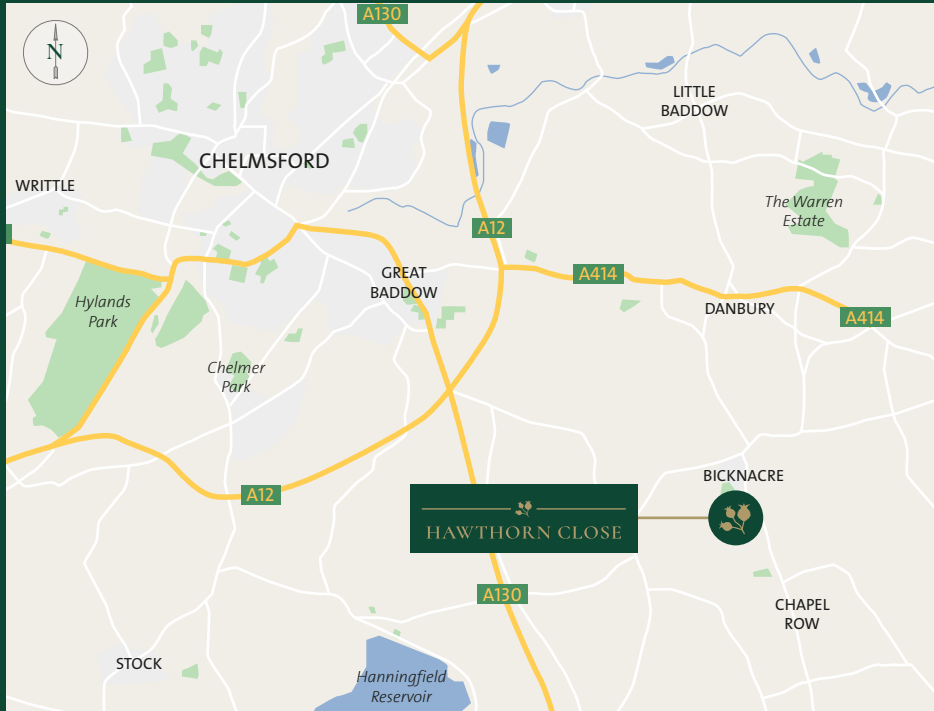 A130
N
LITTLE
BADDOW
CHELMSFORD
WRITTLE
The Warren
Estate
A12
GREAT
BADDOW
A414
Hylands
Park
DANBURY
A414
Chelmer
Park
BICKNACRE
A12
HAWTHORN CLOSE
A130
CHAPEL
ROW
STOCK
Hanningfield
Reservoir